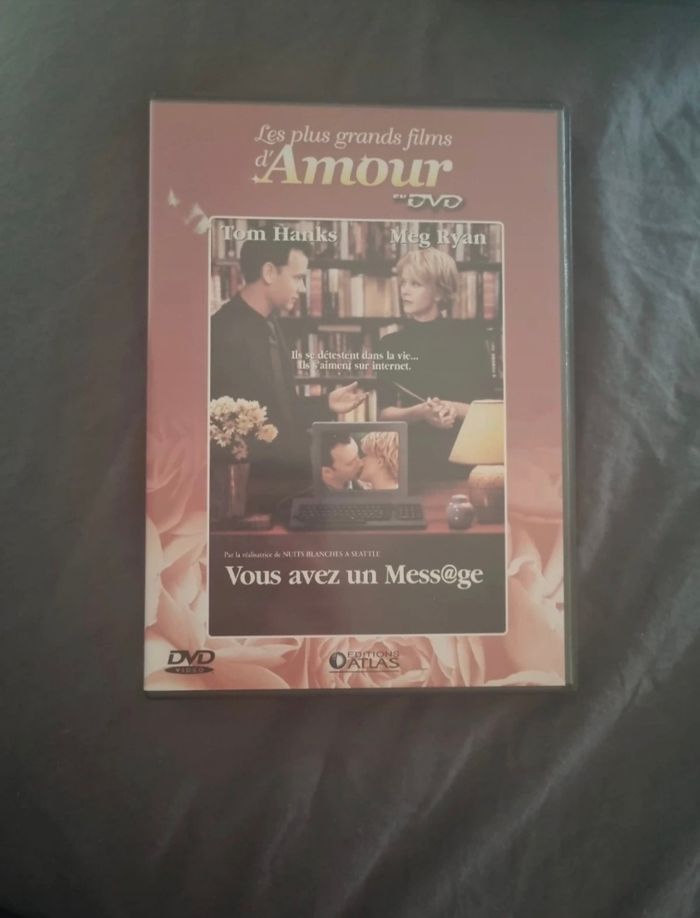 Les plus grands films
d'Amour
EN DVD
Tom Hanks Meg Ryan
Ils se détestent dans la vie...
Ils s'aiment sur internet.
Par la réalisatrice de NUITS BLANCHES A SEATTLE
Vous avez un Mess@ge
DVD
VIDEO
EDITIONS
ATLAS